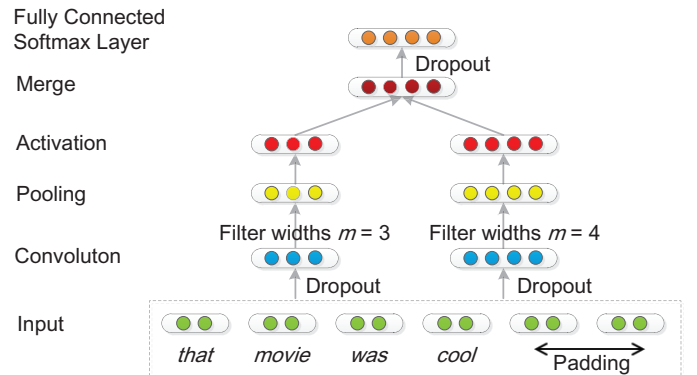 Fully Connected
Softmax Layer
Dropout
Merge
Activation
Pooling
Filter widths m = 3
Filter widths m = 4
Convoluton
Dropout
Dropout
Input
that movie was cool
Padding